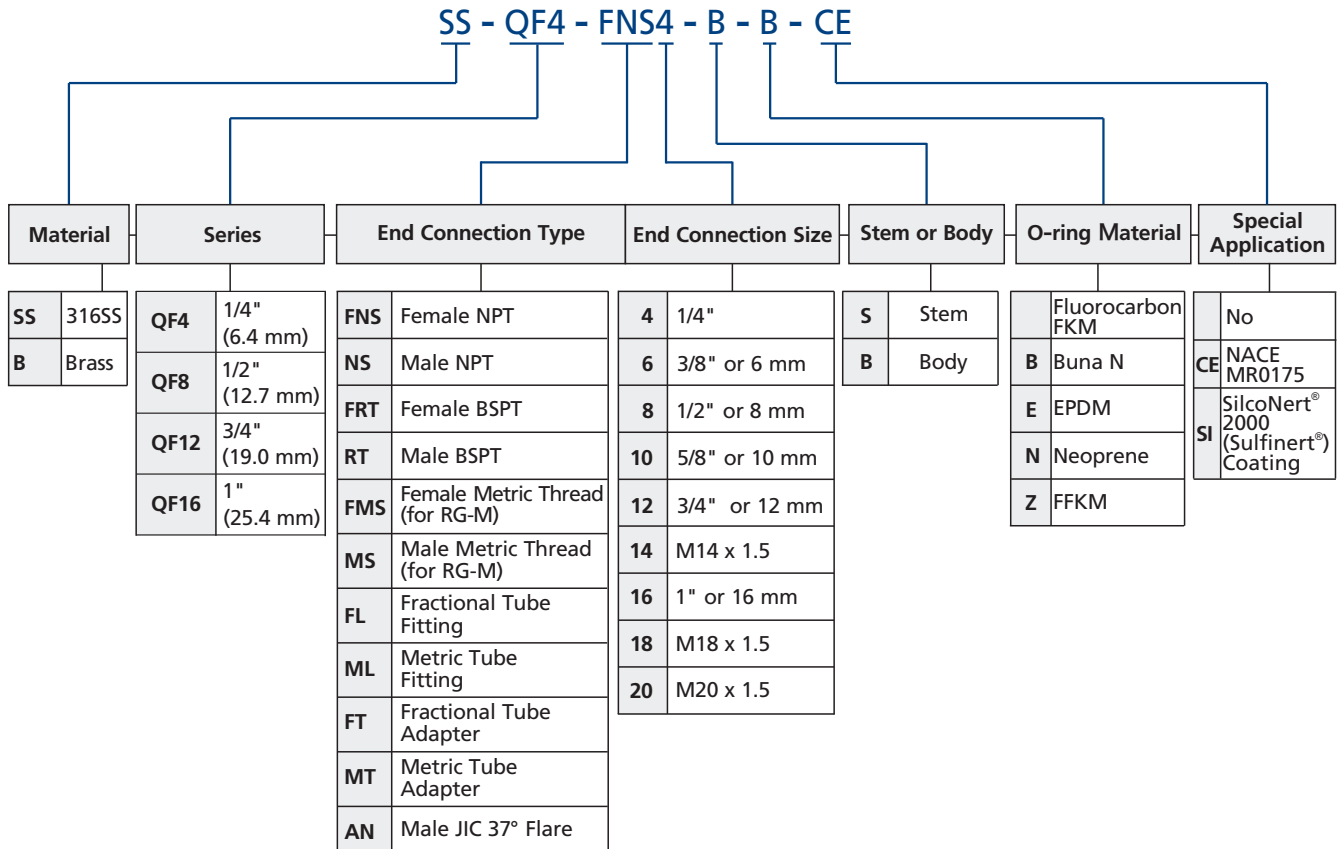 SS - QF4 - FNS4 - B - B - CE
Material
Series
End Connection Type
End Connection Size
Stem or Body
O-ring Material
Special
Application
SS 316SS
B Brass
QF4 1/4"
(6.4 mm)
QF8 1/2"
(12.7 mm)
QF12 3/4"
(19.0 mm)
QF16 1"
(25.4 mm)
FNS Female NPT
NS Male NPT
FRT Female BSPT
RT Male BSPT
FMS Female Metric Thread
(for RG-M)
MS Male Metric Thread
(for RG-M)
FL Fractional Tube
Fitting
ML Metric Tube
Fitting
FT Fractional Tube
Adapter
MT Metric Tube
Adapter
AN Male JIC 37° Flare
4 1/4"
6 3/8" or 6 mm
8 1/2" or 8 mm
10 5/8" or 10 mm
12 3/4" or 12 mm
14 M14 x 1.5
16 1" or 16 mm
18 M18 x 1.5
20 M20 x 1.5
S Stem
B Body
Fluorocarbon
FKM
B Buna N
E EPDM
N Neoprene
Z FFKM
No
CE NACE
MR0175
SI SilcoNert®
2000
(Sulfinert®)
Coating